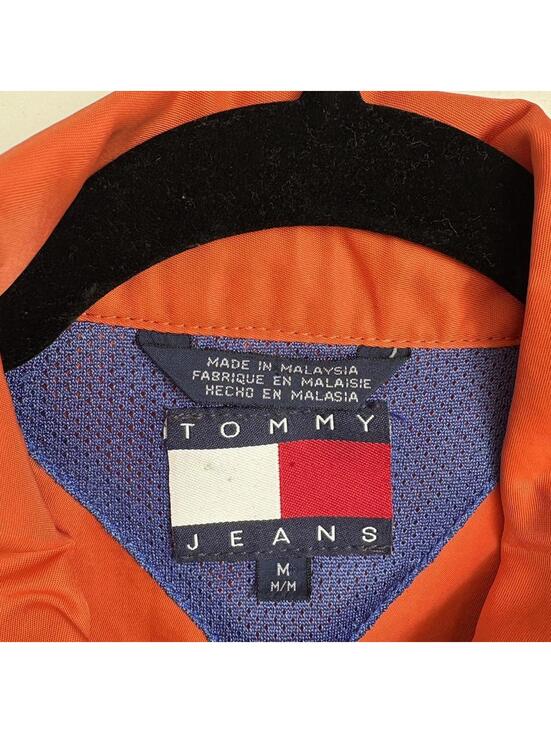 MADE IN MALAYSIA
FABRIQUE EN MALAISIE
HECHO EN MALASIA
TOMMY
JEANS
M
M/M